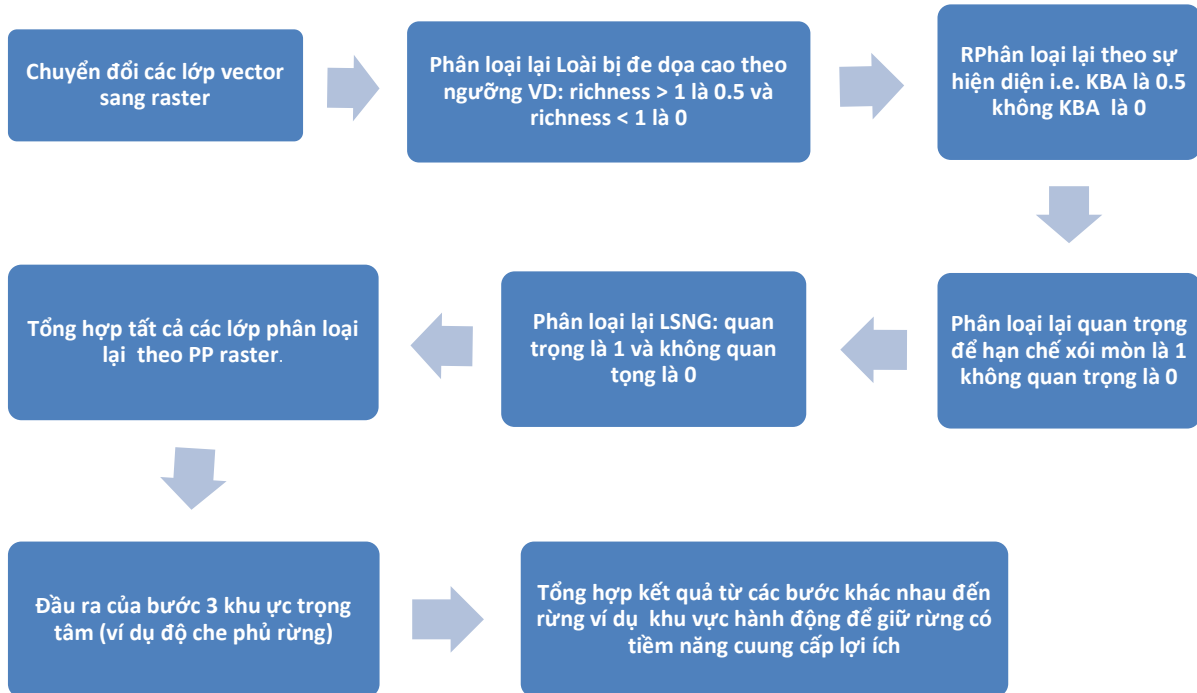 Chuyển đổi các lớp vector
sang raster
Phân loại lại Loài bị đe dọa cao theo
ngưỡng VD: richness > 1 là 0.5 và
richness < 1 là 0
RPhân loại lại theo sự
hiện diện i.e. KBA là 0.5
không KBA là 0
Phân loại lại quan trọng
để hạn chế xói mòn là 1
không quan trọng là 0
Phân loại lại LSNG: quan
trọng là 1 và không quan
tọng là 0
Tổng hợp tất cả các lớp phân loại
lại theo PP raster.
Đầu ra của bước 3 khu ực trọng
tâm (ví dụ độ che phủ rừng)
Tổng hợp kết quả từ các bước khác nhau đến
rừng ví dụ khu vực hành động để giữ rừng có
tiềm năng cuung cấp lợi ích